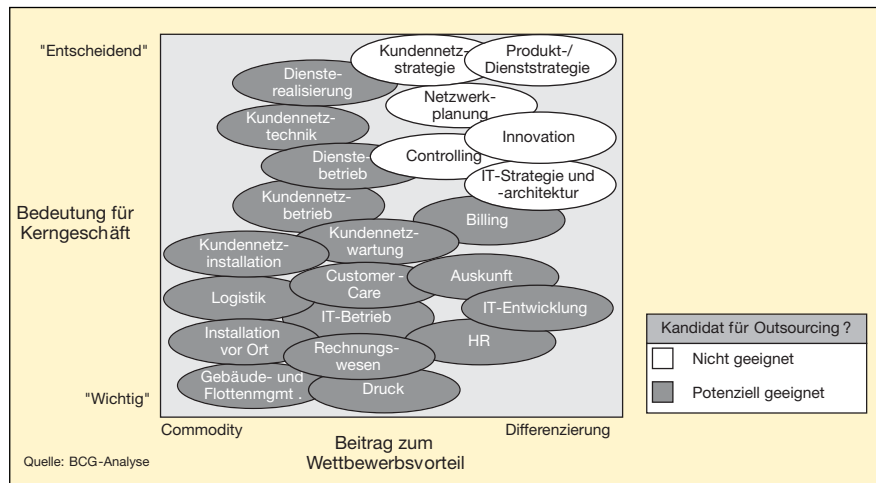 "Entscheidend"
Kundennetz-
strategie
Produkt-/
Dienststrategie
Dienste-
realisierung
Netzwerk-
planung
Kundennetz-
technik
Innovation
Dienste-
betrieb
Controlling
IT-Strategie und
-architektur
Bedeutung für
Kerngeschäft
Kundennetz-
betrieb
Billing
Kundennetz-
wartung
Kundennetz-
installation
Customer-
Care
Auskunft
Logistik
IT-Betrieb
IT-Entwicklung
Installation
vor Ort
Rechnungs-
wesen
HR
Gebäude- und
Flottenmgmt .
Druck
"Wichtig"
Kandidat für Outsourcing ?
Nicht geeignet
Potenziell geeignet
Commodity
Differenzierung
Beitrag zum
Wettbewerbsvorteil
Quelle: BCG-Analyse